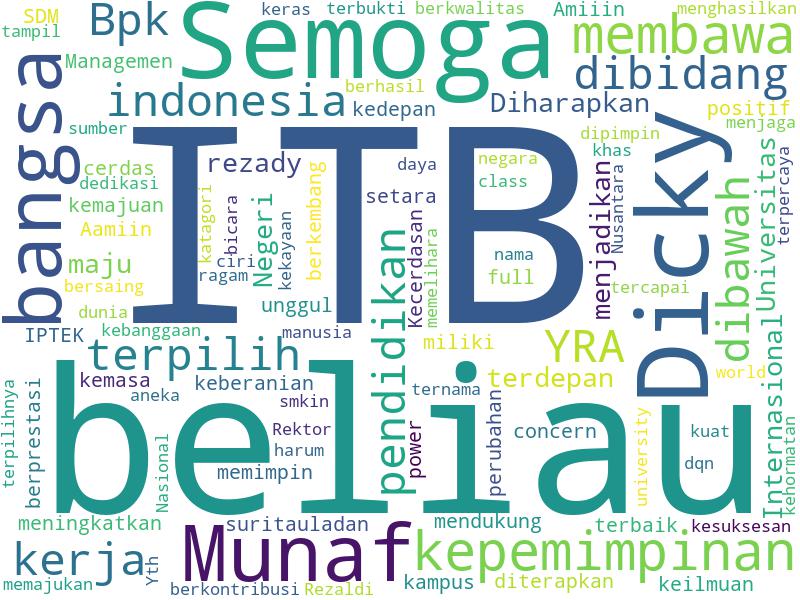 SDM
tampil
Bpk
Semoga
keras
terbukti
berkwalitas
Amiiin
menghasilkan
membawa
Managemen
dibidang
bangsa
indonesia
berhasil
kedepan
Diharapkan
positif
menjaga
sumber
ITB
dipimpin
khas
cerdas
dedikasi
kemajuan
Aamiin
rezady
katagori
bicara
Negeri
kekayaan
berkembang
daya
setara
negara
class
menjadikan
Nusantara
Dicky
dibawah
Universitas
terpercaya
maju
bersaing
ciri
ragam
unggul
pendidikan
Kecerdasan
memelihara
nama
full
tercapai
dunia
IPTEK
kebanggaan
manusia
miliki
YRA
terpilih
terdepan
world
Internasional
kehormatan
kemasa
aneka
keberanian
smkin
ternama
perubahan
beliau
terpilihnya
berprestasi
Nasional
Rektor
harum
memimpin
power
concern
university
kuat
dqn
meningkatkan
suritauladan
mendukung
terbaik
kesuksesan
kerja
Yth
Munaf
kepemimpinan
memajukan
berkontribusi
Rezaldi
kampus
diterapkan
keilmuan